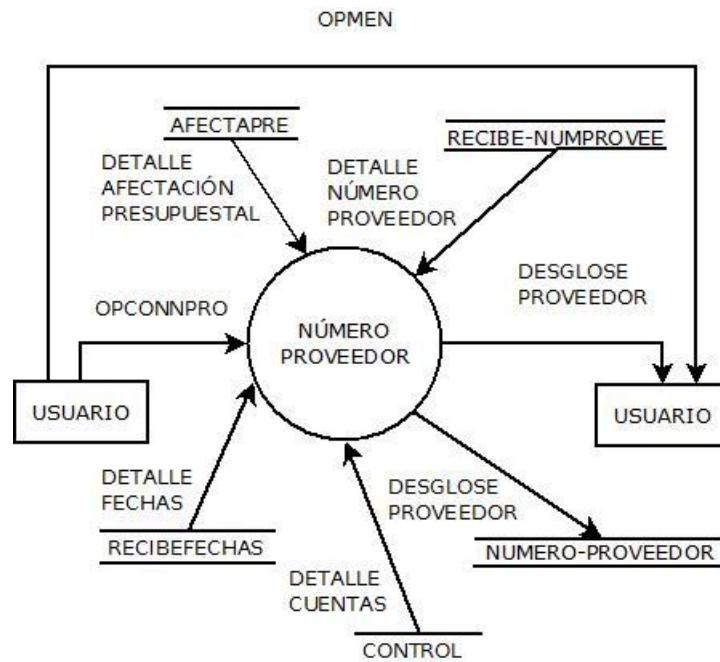 OPMEN
AFECTAPRE
RECIBE-NUMPROVEE
DETALLE
AFECTACIÓN
PRESUPUESTAL
DETALLE
NÚMERO
PROVEEDOR
DESGLOSE
PROVEEDOR
OPCONNPRO
NÚMERO
PROVEEDOR
USUARIO
USUARIO
DETALLE
FECHAS
RECIBEFECHAS
DESGLOSE
PROVEEDOR
NUMERO-PROVEEDOR
DETALLE
CUENTAS
CONTROL